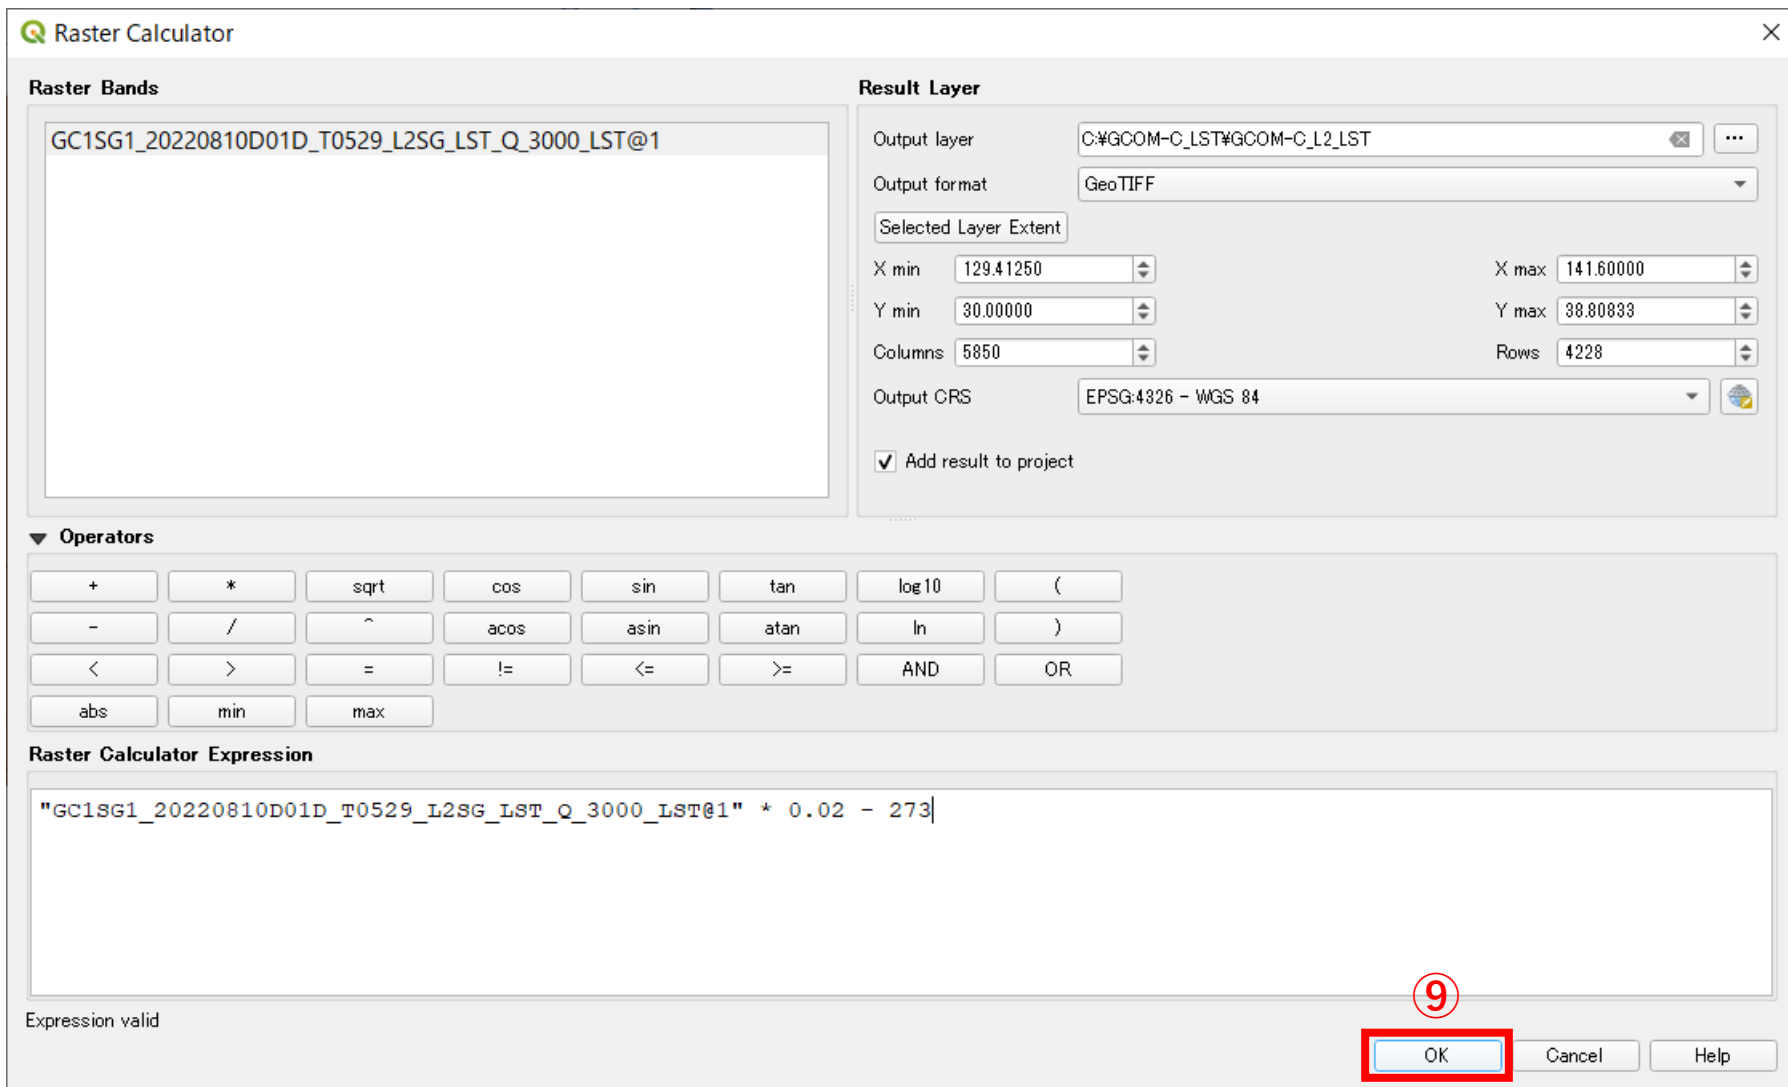 Raster Calculator
Raster Bands
GC1SG1_20220810D01D_T0529_L2SG_LST_Q_3000_LST@1
Result Layer
Output layer C:¥GCOM-C_LST¥GCOM-C_L2_LST ...
Output format GeoTIFF
Selected Layer Extent
X min 129.41250 X max 141.60000
Y min 30.00000 Y max 38.80833
Columns 5850 Rows 4228
Output CRS EPSG:4326 - WGS 84
Add result to project
Operators
+ * sqrt cos sin tan log10 (
- / ^ acos asin atan ln )
< > = != <= >= AND OR
abs min max
Raster Calculator Expression
"GC1SG1_20220810D01D_T0529_L2SG_LST_Q_3000_LST@1" * 0.02 - 273
Expression valid
⑨
OK Cancel Help